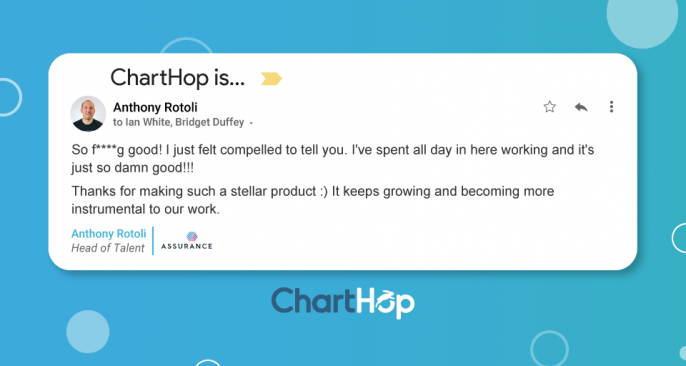 ChartHop is...
Anthony Rotoli
to Ian White, Bridget Duffey
So f****g good! I just felt compelled to tell you. I've spent all day in here working and it's
just so damn good!!!
Thanks for making such a stellar product :) It keeps growing and becoming more
instrumental to our work.
Anthony Rotoli
Head of Talent
ASSURANCE
ChartHop